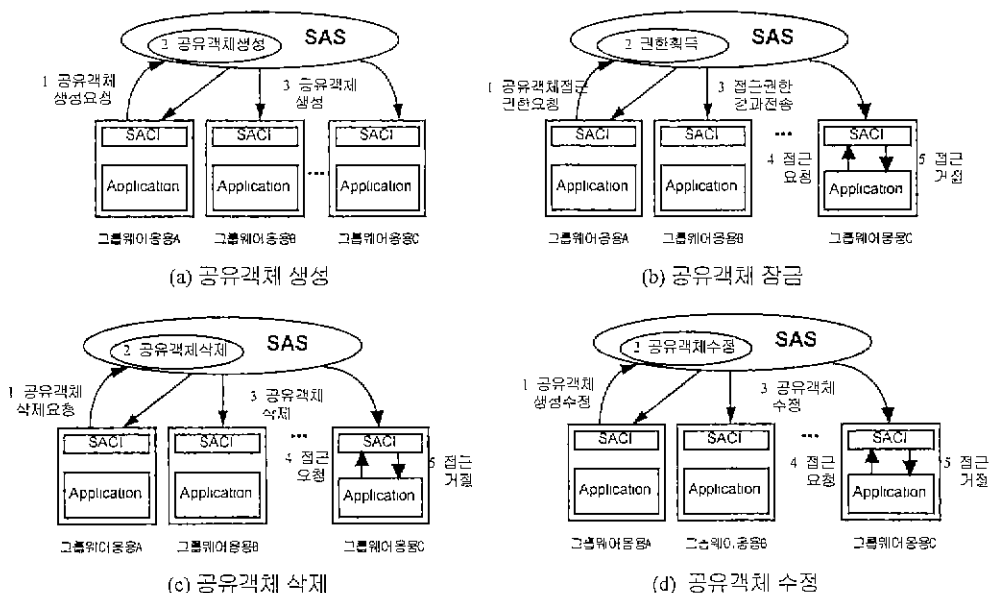 2 공유객체생성
SAS
1 공유객체
생성요청
3 공유객체
생성
SACI
SACI
SACI
...
Application
Application
Application
그룹웨어응용A
그룹웨어응용B
그룹웨어응용C
(a) 공유객체 생성
2 권한획득
SAS
1 공유객체접근
권한요청
3 접근권한
결과전송
...
SACI
SACI
SACI
4 접근
요청
5 접근
거절
Application
Application
Application
그룹웨어응용A
그룹웨어응용B
그룹웨어응용C
(b) 공유객체 잠금
2 공유객체삭제
SAS
1 공유객체
삭제요청
3 공유객체
삭제
...
SACI
SACI
SACI
4 접근
요청
5 접근
거절
Application
Application
Application
그룹웨어응용A
그룹웨어응용B
그룹웨어응용C
(c) 공유객체 삭제
2 공유객체수정
SAS
1 공유객체
생성수정
3 공유객체
수정
...
SACI
SACI
SACI
4 접근
요청
5 접근
거절
Application
Application
Application
그룹웨어응용A
그룹웨어응용B
그룹웨어응용C
(d) 공유객체 수정